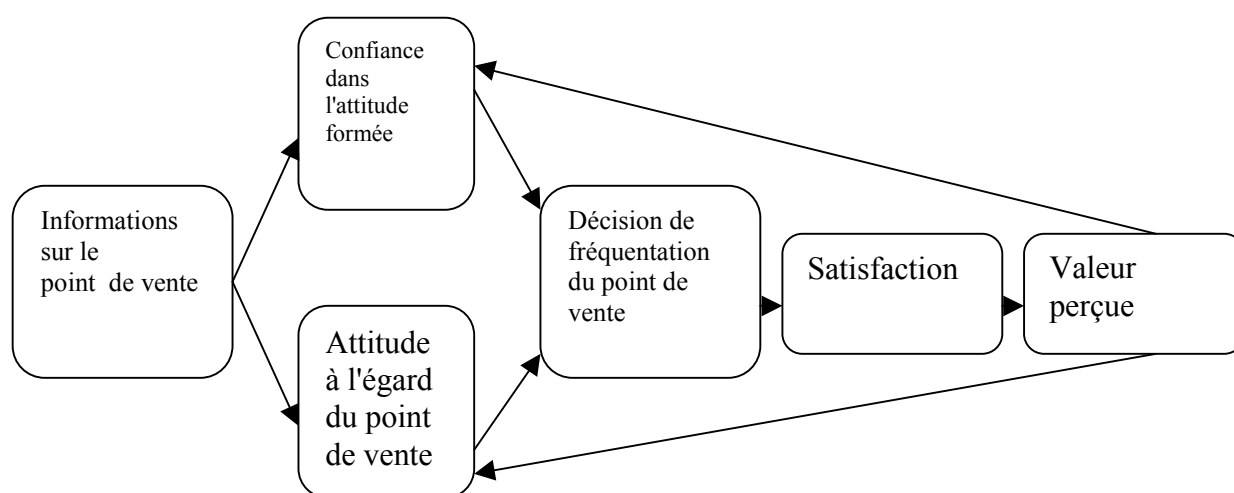 Confiance
dans
l'attitude
formée
Informations
sur le
point de vente
Décision de
fréquentation
du point de
vente
Satisfaction
Valeur
perçue
Attitude
à l'égard
du point
de vente